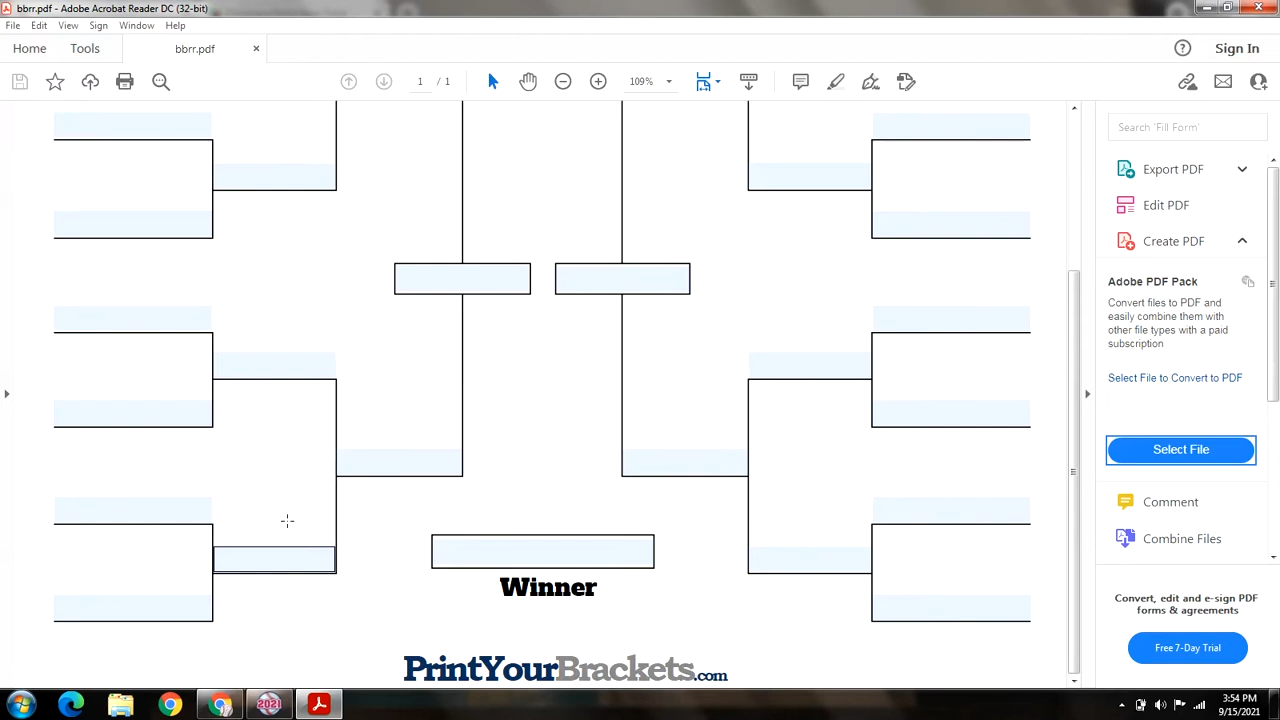 bbrr.pdf - Adobe Acrobat Reader DC (32-bit)
File Edit View Sign Window Help
Home Tools bbrr.pdf × Sign In
1 / 1 109%
Search 'Fill Form'
Export PDF
Edit PDF
Create PDF
Adobe PDF Pack
Convert files to PDF and
easily combine them with
other file types with a paid
subscription
Select File to Convert to PDF
Select File
Comment
Combine Files
Convert, edit and e-sign PDF
forms & agreements
Free 7-Day Trial
Winner
PrintYourBrackets.com
2021
3:54 PM
9/15/2021